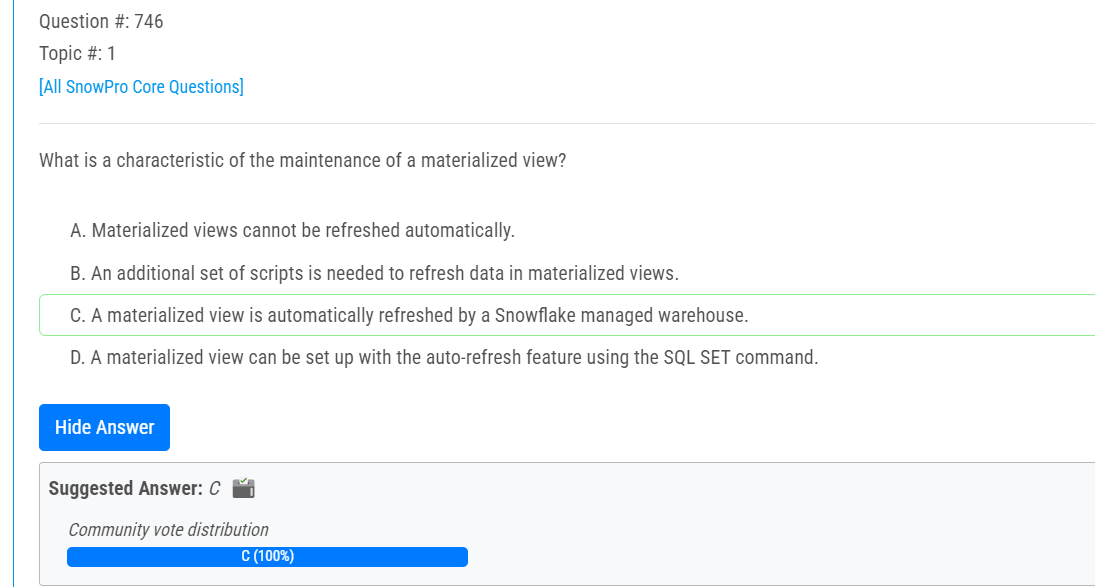 Question #: 746
Topic #: 1
[All SnowPro Core Questions]
What is a characteristic of the maintenance of a materialized view?
A. Materialized views cannot be refreshed automatically.
B. An additional set of scripts is needed to refresh data in materialized views.
C. A materialized view is automatically refreshed by a Snowflake managed warehouse.
D. A materialized view can be set up with the auto-refresh feature using the SQL SET command.
Hide Answer
Suggested Answer: C
Community vote distribution
C (100%)